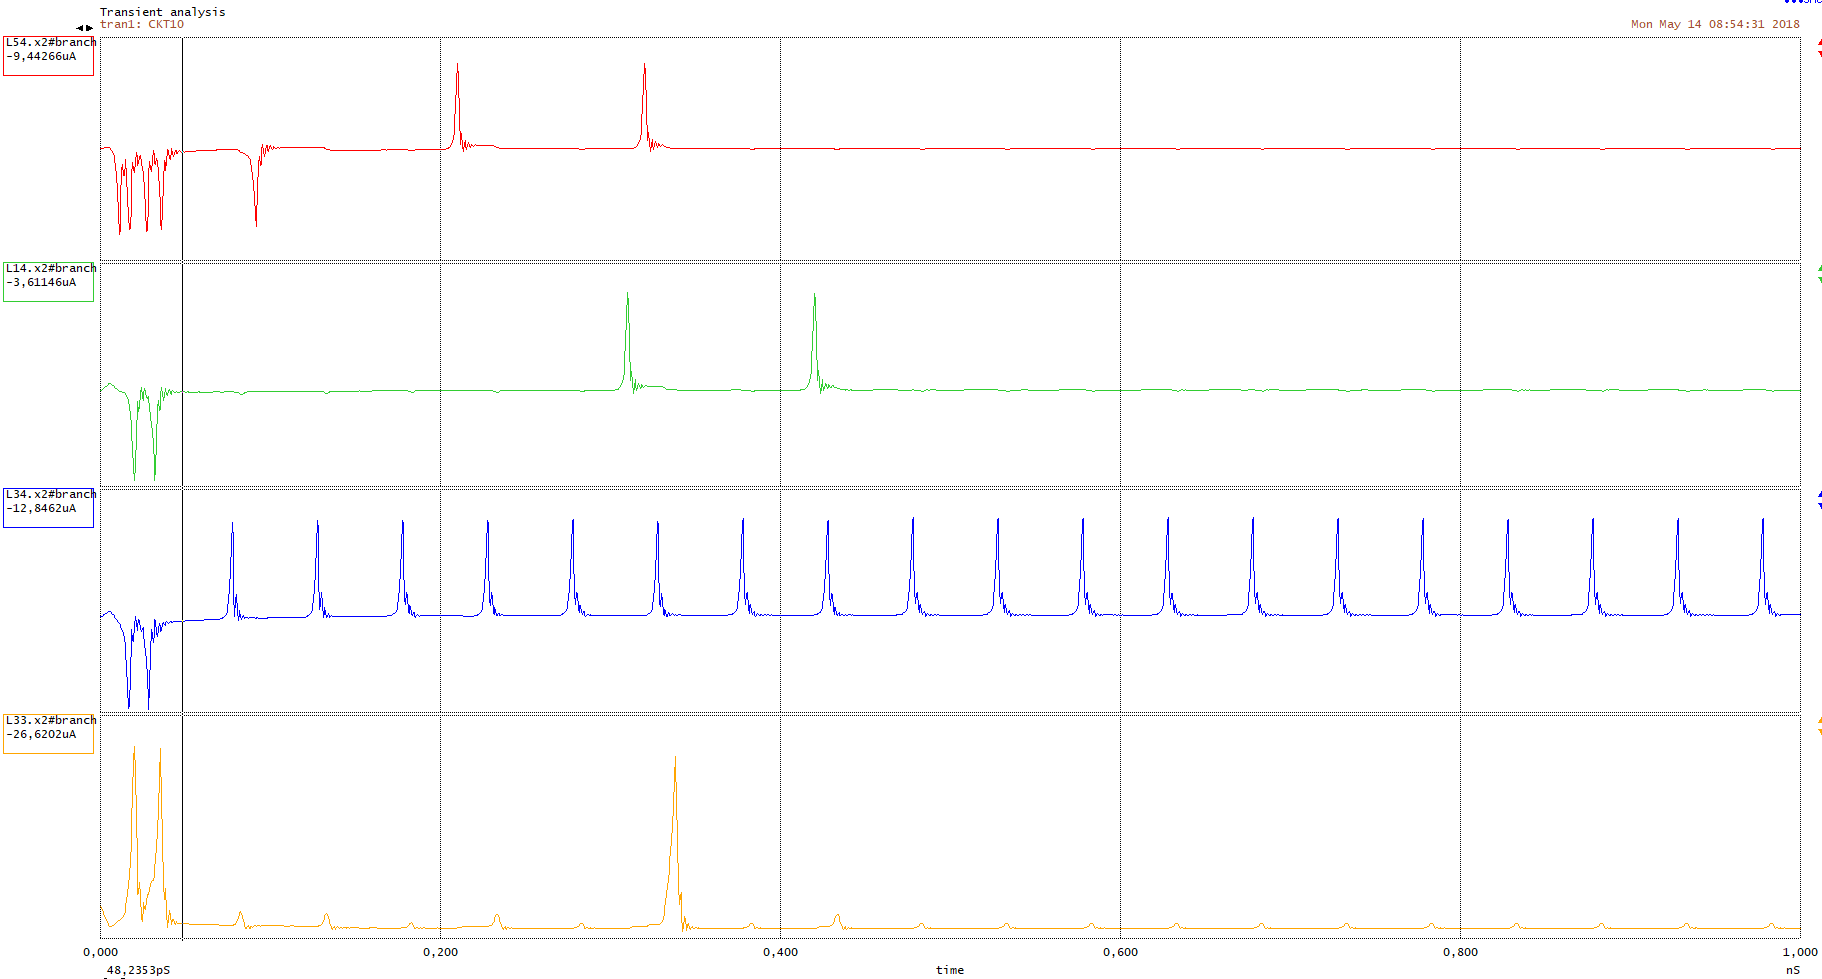 Transient analysis
tran1: CKT10
Mon May 14 08:54:31 2018
L54.x2#branch
-9,44266uA
L14.x2#branch
-3,61146uA
L34.x2#branch
-12,8462uA
L33.x2#branch
-26,6202uA
0,000 0,200 0,400 0,600 0,800 1,000
48,2353pS time nS